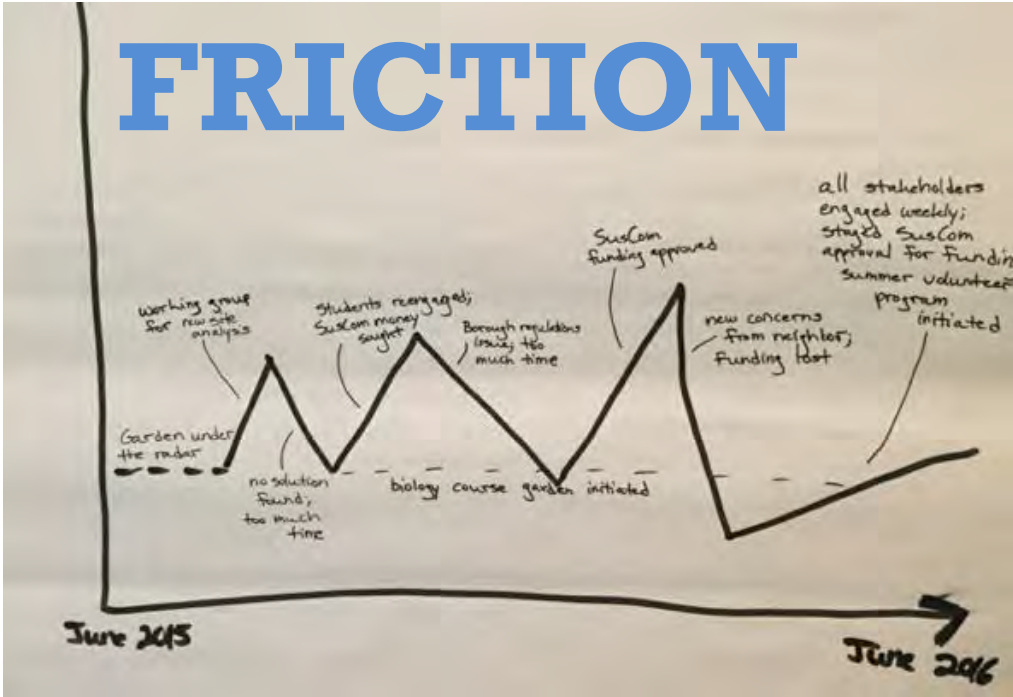 FRICTION
all stakeholders
engaged weekly;
staged SusCom
approval for fundin
summer volunteer
program
initiated
SusCom
funding approved
working group
for new site
analysis
Students reengaged;
SusCom money
sought
Borough regulations
issue; too
much time
new concerns
from neighbor;
Funding lost
Garden under
the radar
no solution
found;
too much
time
biology course garden initiated
June 2015
June 2016